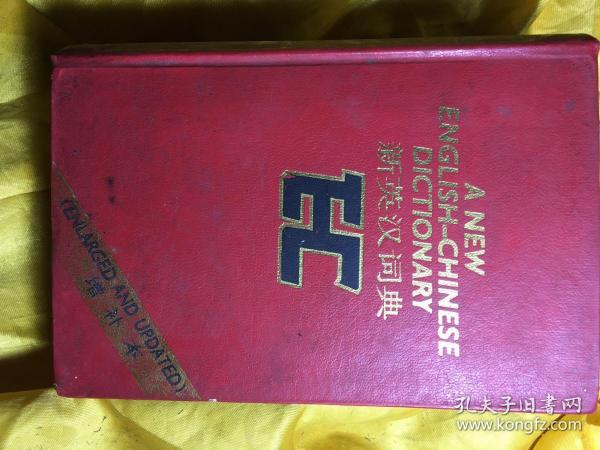 A NEW
ENGLISH-CHINESE
DICTIONARY
新英汉词典
EC
(ENLARGED AND UPDATED)
增补本
孔夫子旧書网
www.kongfz.com